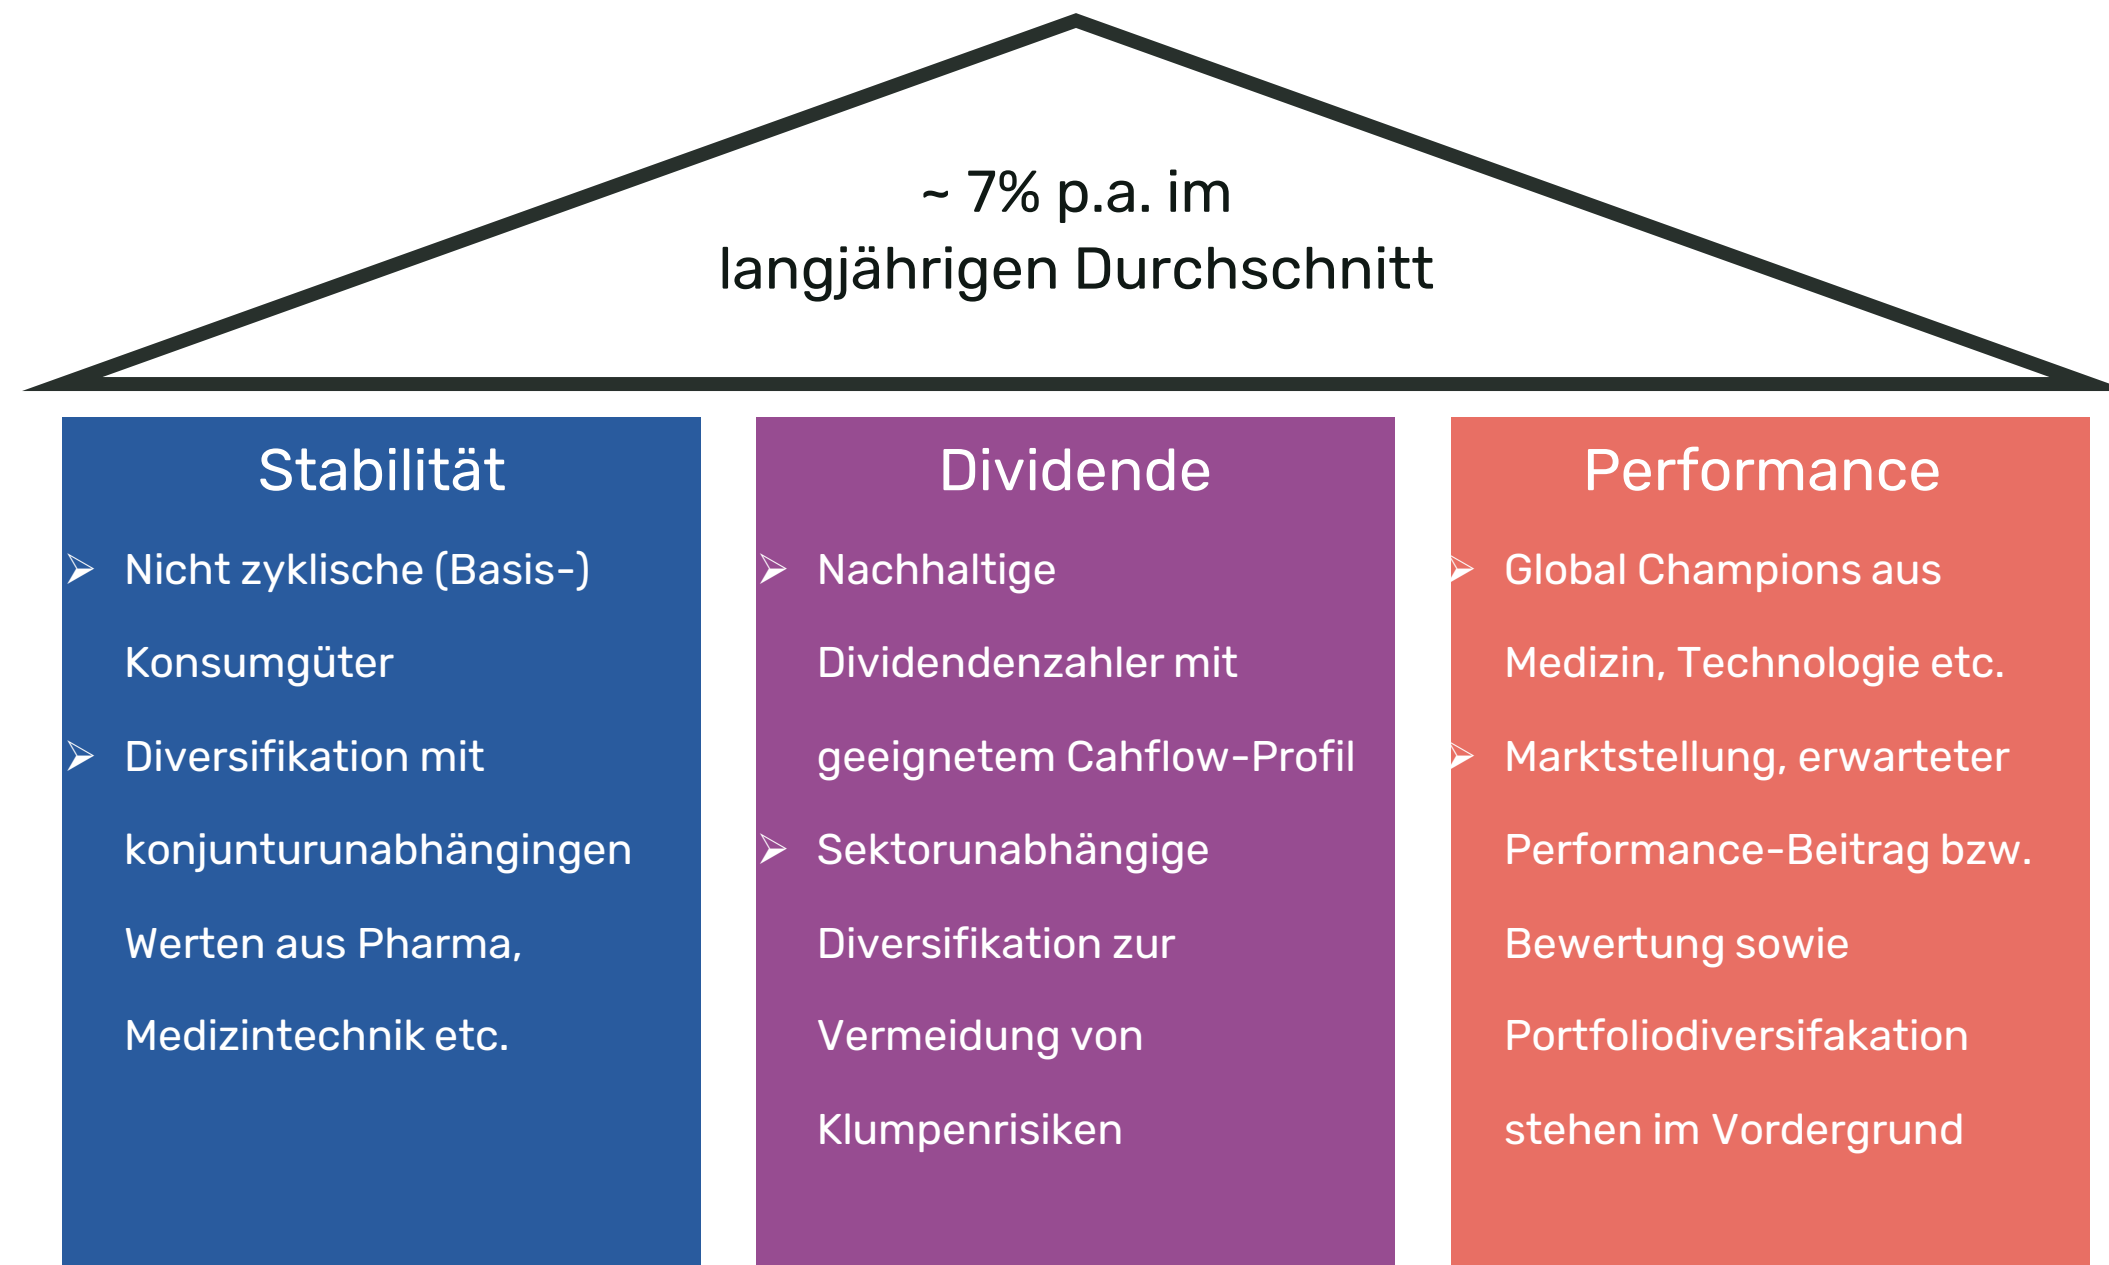 ~ 7% p.a. im
langjährigen Durchschnitt
Stabilität
➢ Nicht zyklische (Basis-)
Konsumgüter
➢ Diversifikation mit
konjunturunabhängingen
Werten aus Pharma,
Medizintechnik etc.
Dividende
➢ Nachhaltige
Dividendenzahler mit
geeignetem Cahflow-Profil
➢ Sektorunabhängige
Diversifikation zur
Vermeidung von
Klumpenrisiken
Performance
➢ Global Champions aus
Medizin, Technologie etc.
➢ Marktstellung, erwarteter
Performance-Beitrag bzw.
Bewertung sowie
Portfoliodiversifakation
stehen im Vordergrund